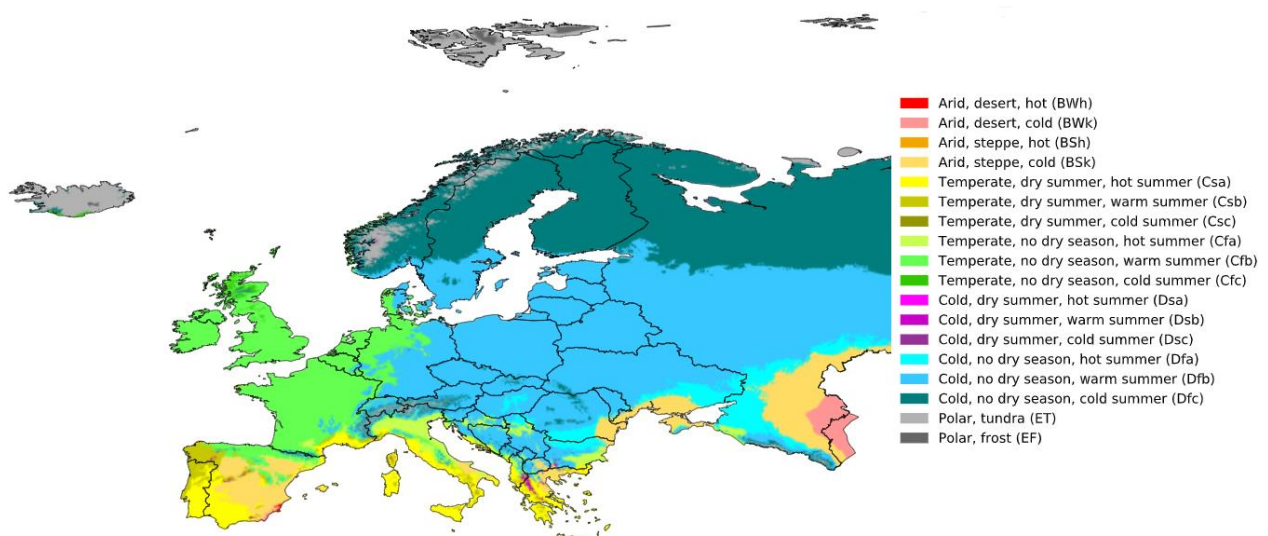 Arid, desert, hot (BWh)
Arid, desert, cold (BWk)
Arid, steppe, hot (BSh)
Arid, steppe, cold (BSk)
Temperate, dry summer, hot summer (Csa)
Temperate, dry summer, warm summer (Csb)
Temperate, dry summer, cold summer (Csc)
Temperate, no dry season, hot summer (Cfa)
Temperate, no dry season, warm summer (Cfb)
Temperate, no dry season, cold summer (Cfc)
Cold, dry summer, hot summer (Dsa)
Cold, dry summer, warm summer (Dsb)
Cold, dry summer, cold summer (Dsc)
Cold, no dry season, hot summer (Dfa)
Cold, no dry season, warm summer (Dfb)
Cold, no dry season, cold summer (Dfc)
Polar, tundra (ET)
Polar, frost (EF)